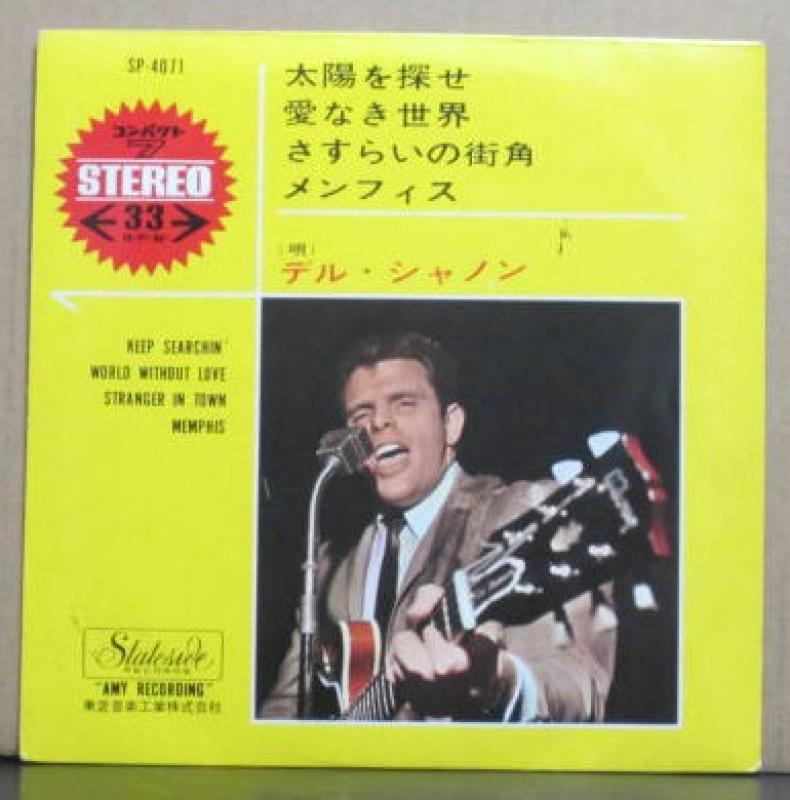 SP-4071
コンパクト
7
STEREO
33
R・P・M
太陽を探せ
愛なき世界
さすらいの街角
メンフィス
(唄)
デル・シャノン
KEEP SEARCHIN'
WORLD WITHOUT LOVE
STRANGER IN TOWN
MEMPHIS
Stateside
"AMY RECORDING"
東芝音楽工業株式会社